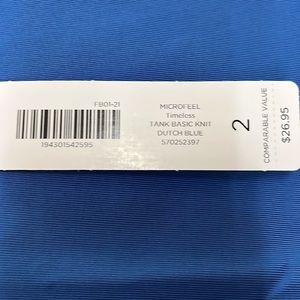 FB01-21
194301542595
MICROFEEL
Timeless
TANK BASIC KNIT
DUTCH BLUE
570252397
2
COMPARABLE VALUE
$26.95